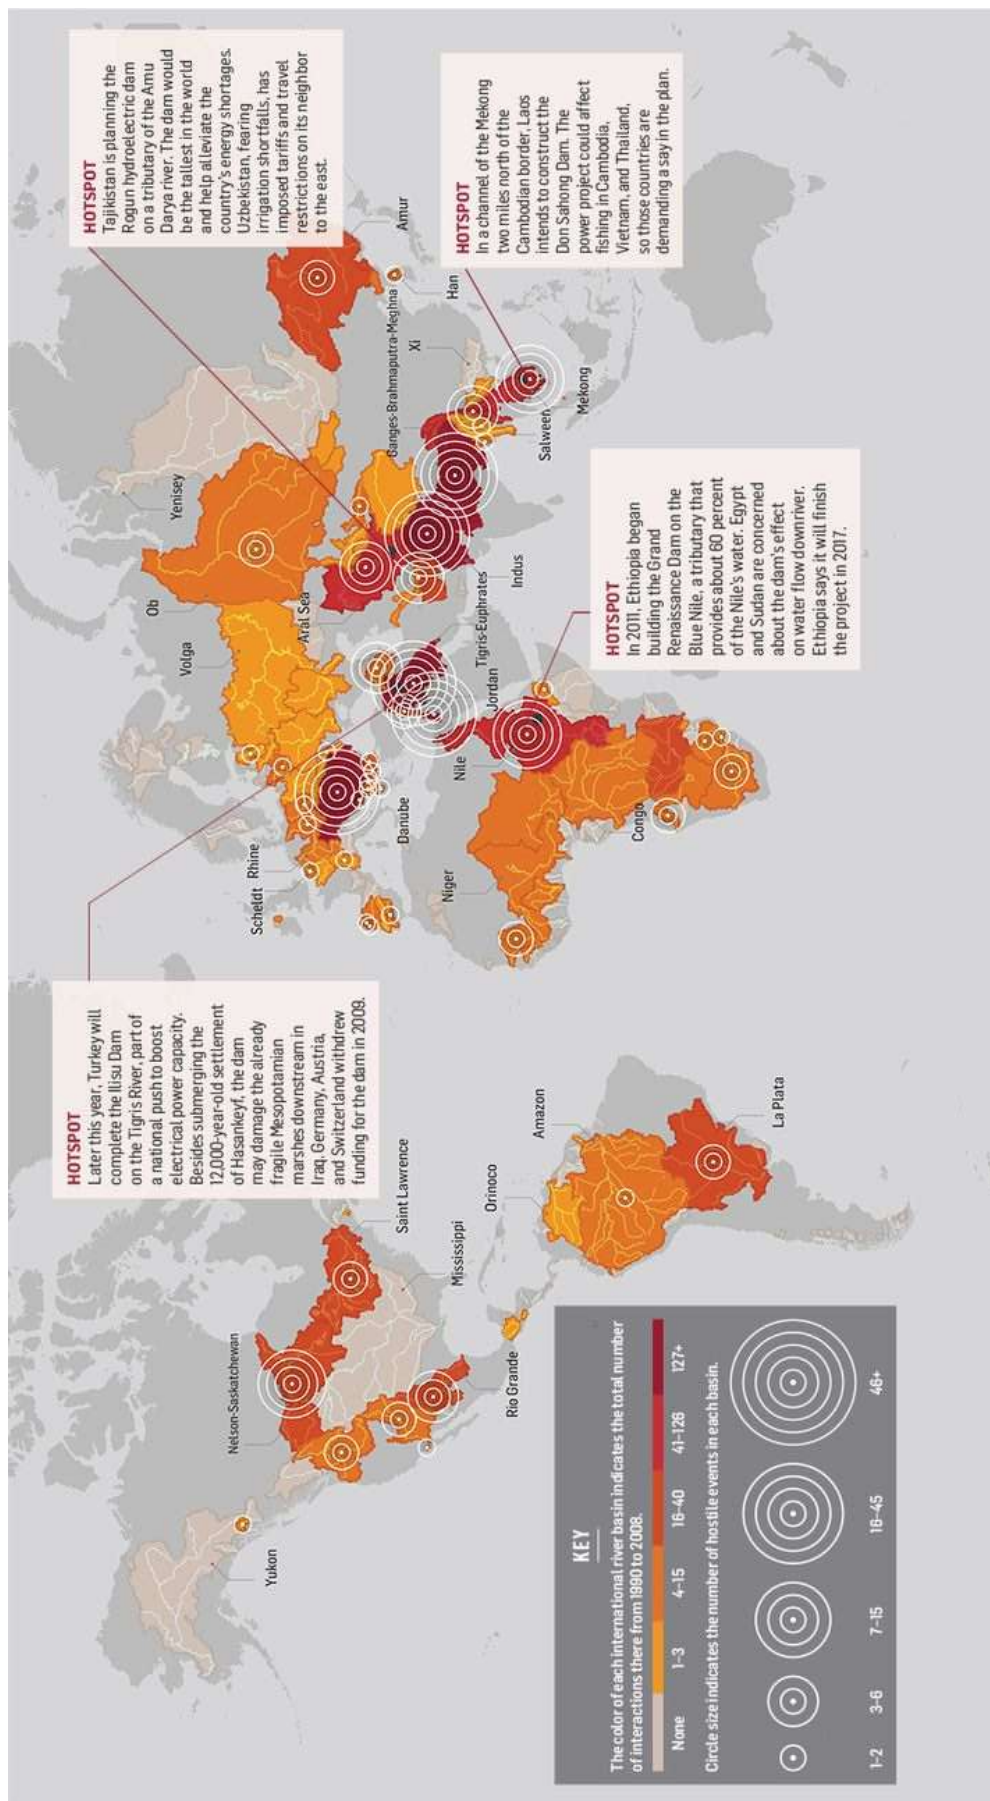 HOTSPOT
Later this year, Turkey will
complete the Ilisu Dam
on the Tigris River, part of
a national push to boost
electrical power capacity.
Besides submerging the
12,000-year-old settlement
of Hasankeyf, the dam
may damage the already
fragile Mesopotamian
marshes downstream in
Iraq. Germany, Austria,
and Switzerland withdrew
funding for the dam in 2009.
HOTSPOT
Tajikistan is planning the
Rogun hydroelectric dam
on a tributary of the Amu
Darya river. The dam would
be the tallest in the world
and help alleviate the
country's energy shortages.
Uzbekistan, fearing
irrigation shortfalls, has
imposed tariffs and travel
restrictions on its neighbor
to the east.
HOTSPOT
In a channel of the Mekong
two miles north of the
Cambodian border, Laos
intends to construct the
Don Sahong Dam. The
power project could affect
fishing in Cambodia,
Vietnam, and Thailand,
so those countries are
demanding a say in the plan.
HOTSPOT
In 2011, Ethiopia began
building the Grand
Renaissance Dam on the
Blue Nile, a tributary that
provides about 60 percent
of the Nile's water. Egypt
and Sudan are concerned
about the dam's effect
on water flow downriver.
Ethiopia says it will finish
the project in 2017.
Yukon
Nelson-Saskatchewan
Saint Lawrence
Mississippi
Rio Grande
Orinoco
Amazon
La Plata
Scheldt
Rhine
Danube
Volga
Ob
Yenisey
Aral Sea
Amur
Han
Ganges-Brahmaputra-Meghna
Xi
Mekong
Salween
Indus
Tigris-Euphrates
Jordan
Nile
Niger
Congo
KEY
The color of each international river basin indicates the total number
of interactions there from 1990 to 2008.
None 1–3 4–15 16–40 41–126 127+
Circle size indicates the number of hostile events in each basin.
1–2 3–6 7–15 16–45 46+